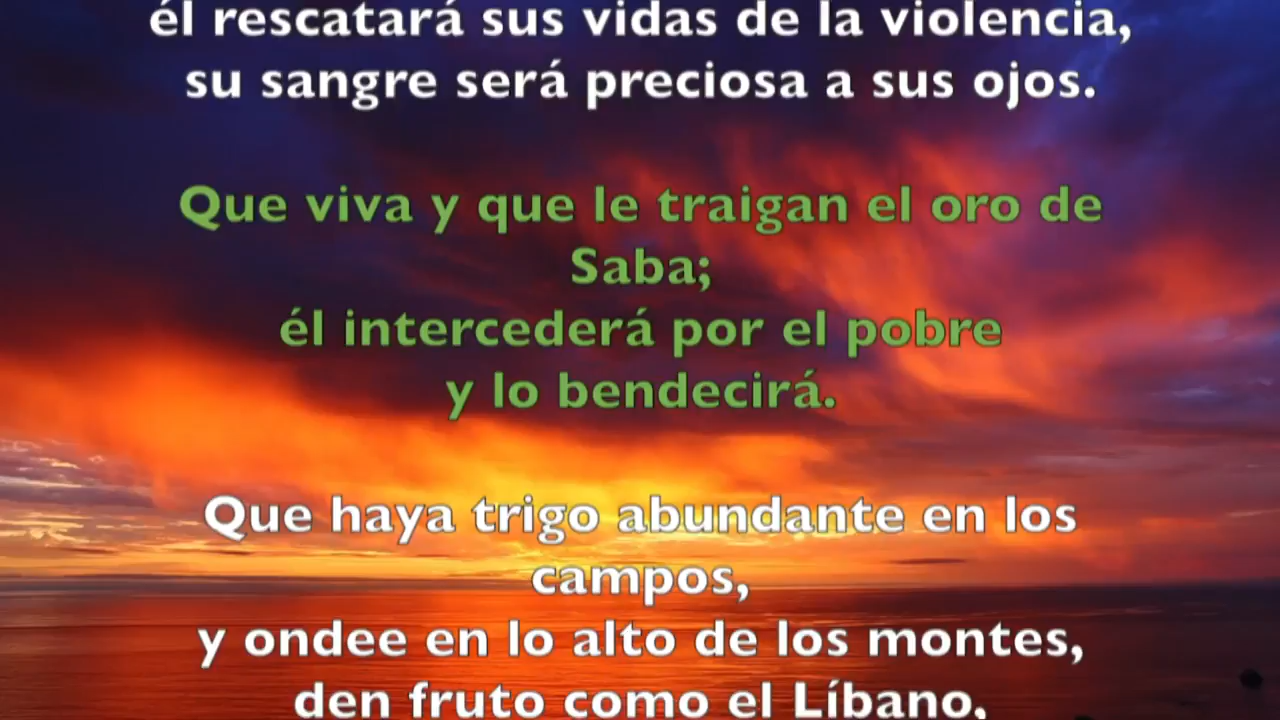 él rescatará sus vidas de la violencia,
su sangre será preciosa a sus ojos.
Que viva y que le traigan el oro de
Saba;
él intercederá por el pobre
y lo bendecirá.
Que haya trigo abundante en los
campos,
y ondee en lo alto de los montes,
den fruto como el Líbano,